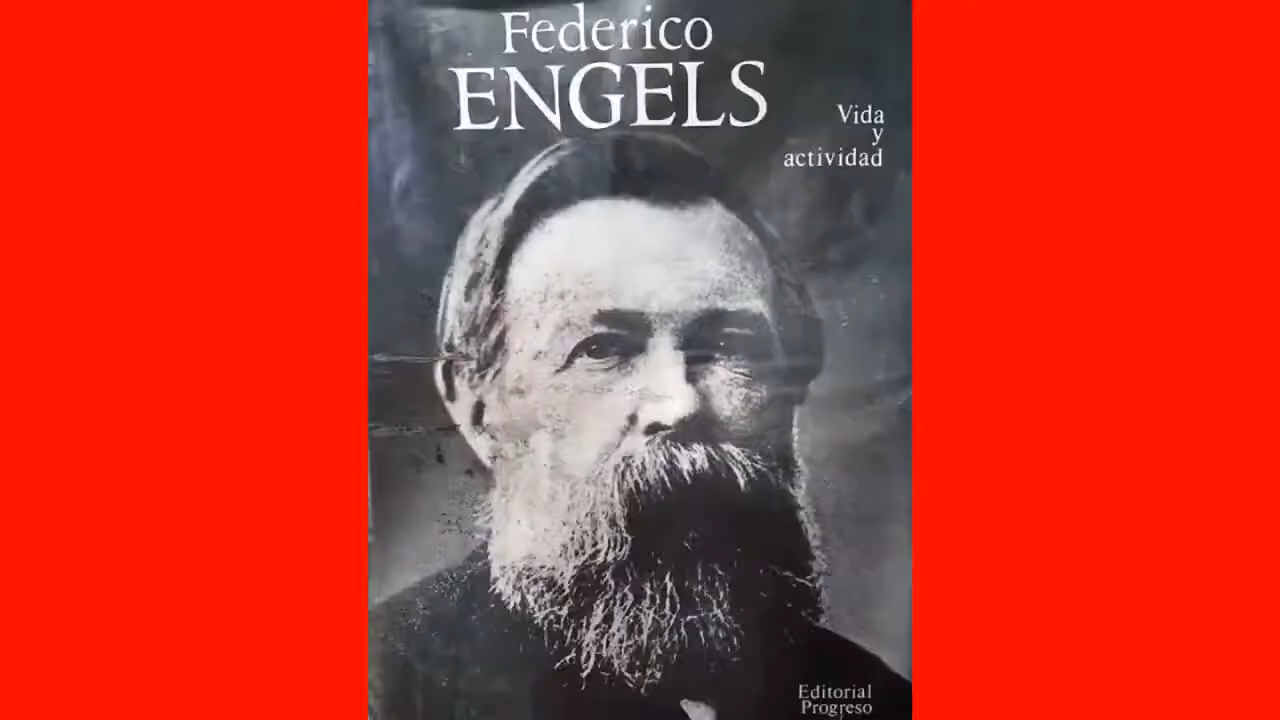 Federico
ENGELS
Vida
y
actividad
Editorial
Progreso